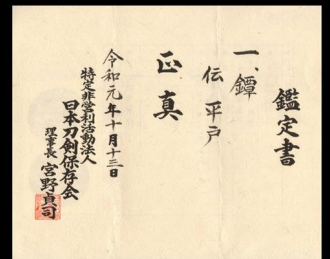 鑑定書
一、鐔
伝 平戸
正真
令和元年十月十三日
特定非営利活動法人
日本刀剣保存会
理事長 宮野貞司